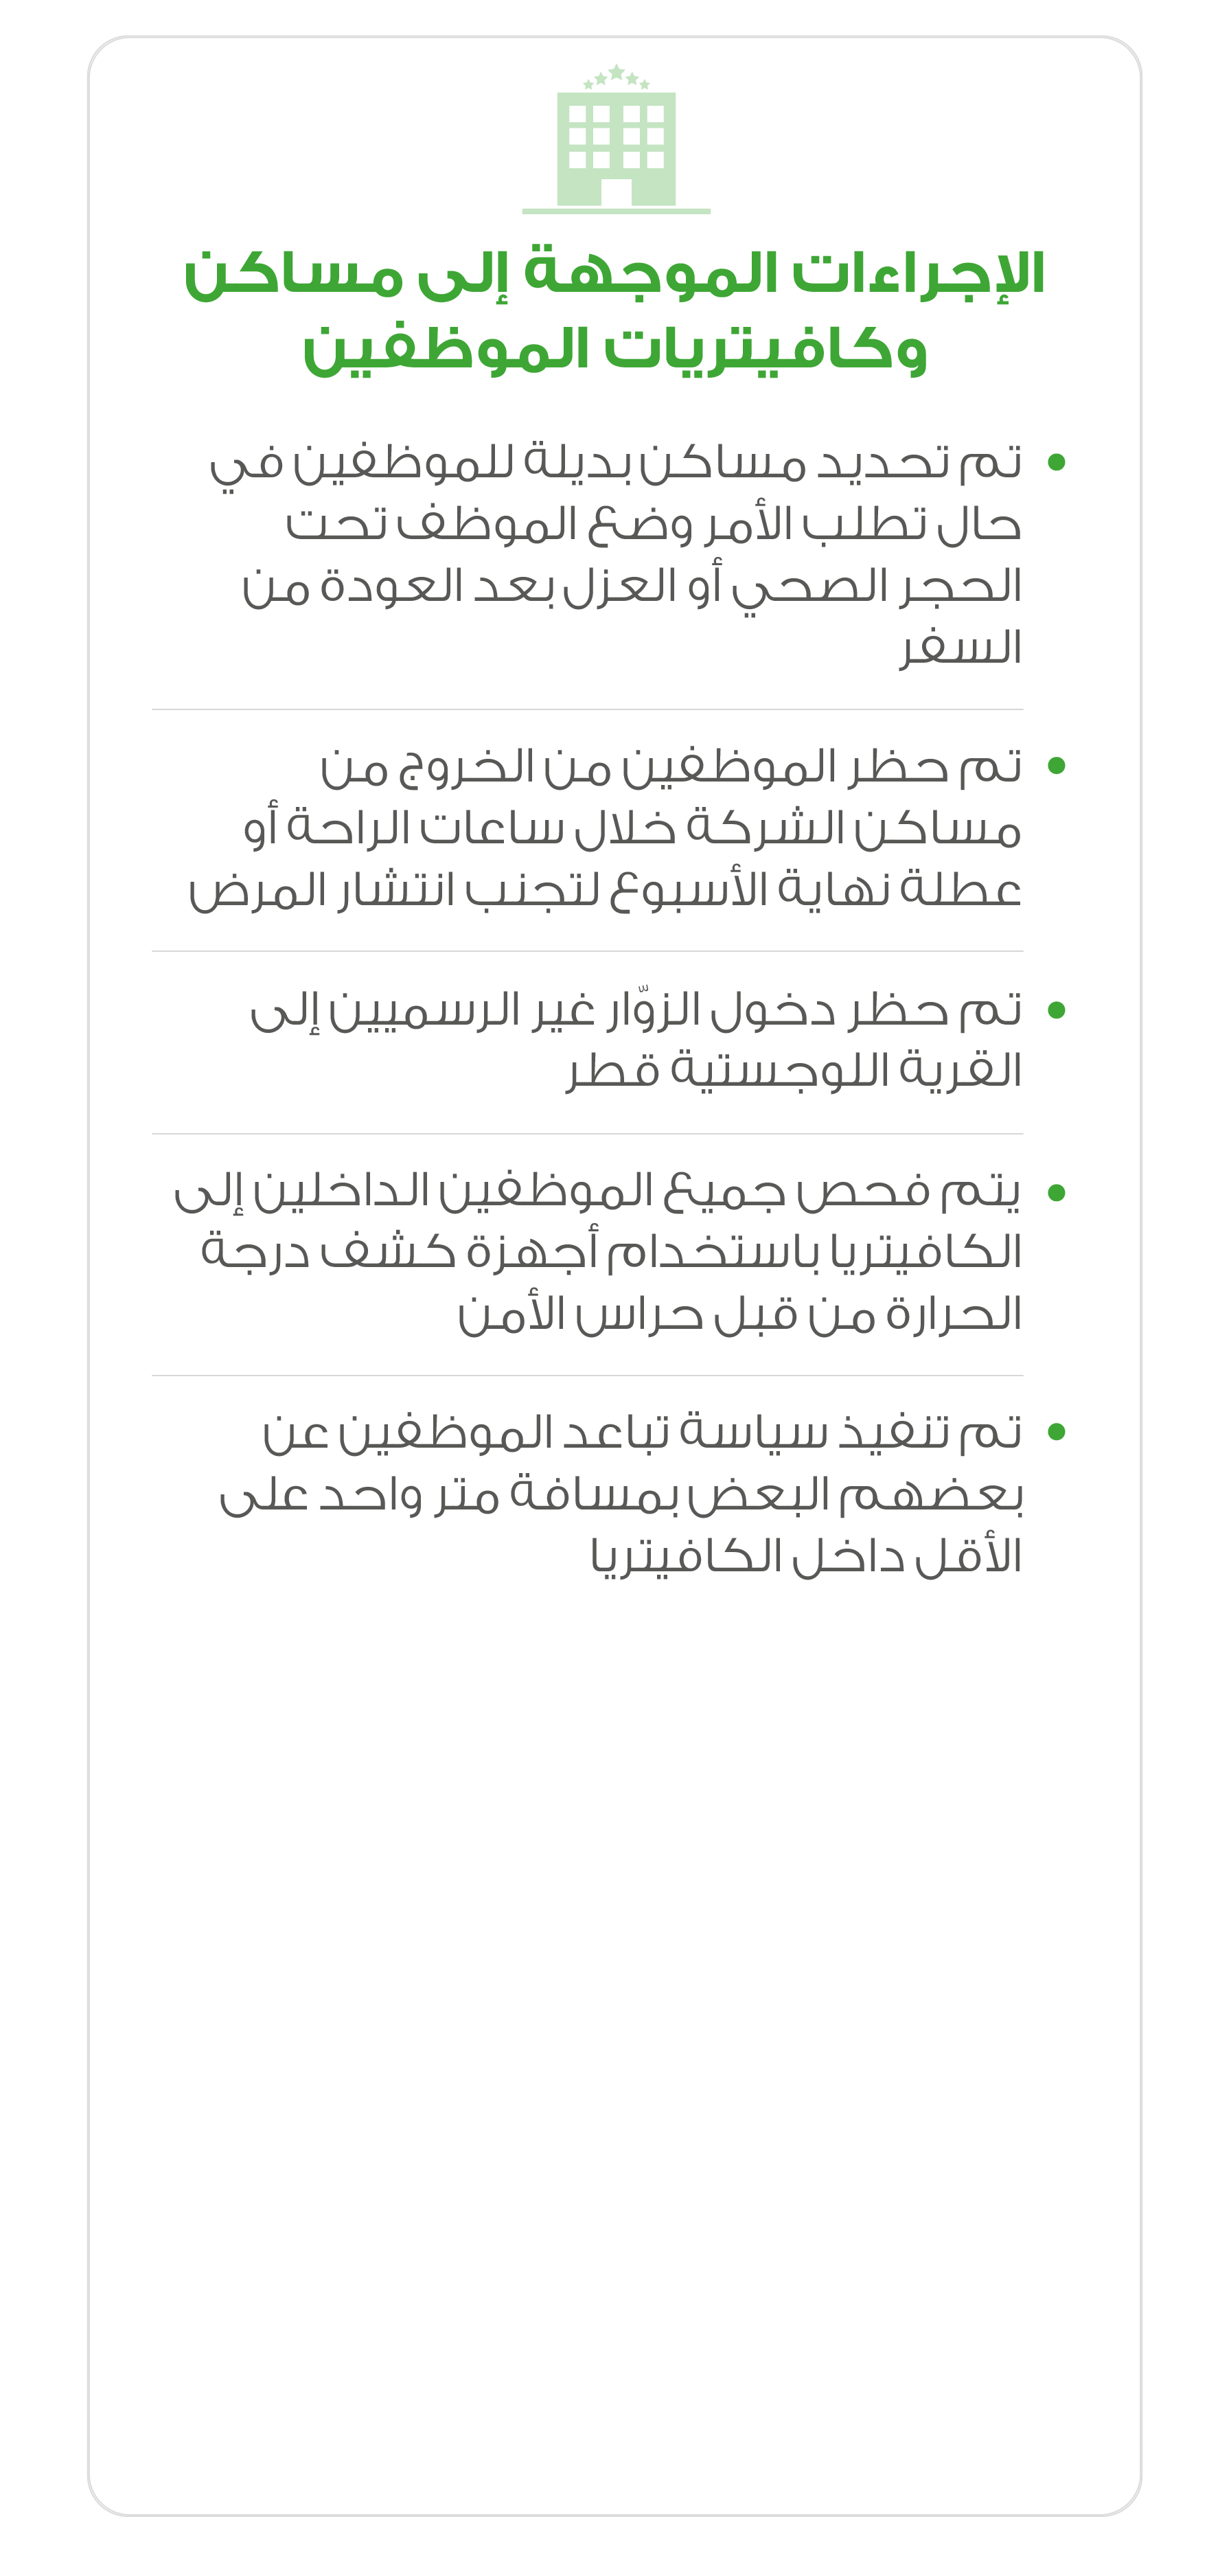 الإجراءات الموجهة إلى مساكن
وكافيتريات الموظفين
• تم تحديد مساكن بديلة للموظفين في
حال تطلب الأمر وضع الموظف تحت
الحجر الصحي أو العزل بعد العودة من
السفر
• تم حظر الموظفين من الخروج من
مساكن الشركة خلال ساعات الراحة أو
عطلة نهاية الأسبوع لتجنب انتشار المرض
• تم حظر دخول الزوّار غير الرسميين إلى
القرية اللوجستية قطر
• يتم فحص جميع الموظفين الداخلين إلى
الكافيتريا باستخدام أجهزة كشف درجة
الحرارة من قبل حراس الأمن
• تم تنفيذ سياسة تباعد الموظفين عن
بعضهم البعض بمسافة متر واحد على
الأقل داخل الكافيتريا